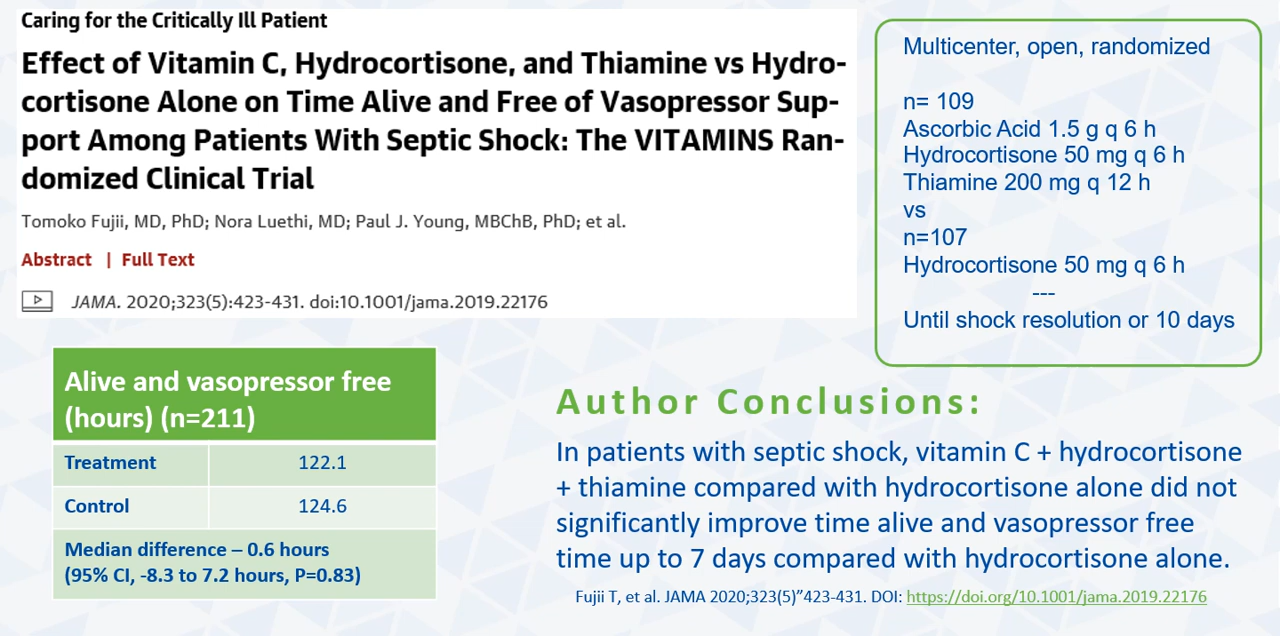 Caring for the Critically Ill Patient
Effect of Vitamin C, Hydrocortisone, and Thiamine vs Hydro-
cortisone Alone on Time Alive and Free of Vasopressor Sup-
port Among Patients With Septic Shock: The VITAMINS Ran-
domized Clinical Trial
Tomoko Fujii, MD, PhD; Nora Luethi, MD; Paul J. Young, MBChB, PhD; et al.
Abstract | Full Text
JAMA. 2020;323(5):423-431. doi:10.1001/jama.2019.22176
Multicenter, open, randomized
n= 109
Ascorbic Acid 1.5 g q 6 h
Hydrocortisone 50 mg q 6 h
Thiamine 200 mg q 12 h
vs
n=107
Hydrocortisone 50 mg q 6 h
---
Until shock resolution or 10 days
Alive and vasopressor free
(hours) (n=211)
Treatment 122.1
Control 124.6
Median difference – 0.6 hours
(95% CI, -8.3 to 7.2 hours, P=0.83)
Author Conclusions:
In patients with septic shock, vitamin C + hydrocortisone
+ thiamine compared with hydrocortisone alone did not
significantly improve time alive and vasopressor free
time up to 7 days compared with hydrocortisone alone.
Fujii T, et al. JAMA 2020;323(5)”423-431. DOI: https://doi.org/10.1001/jama.2019.22176